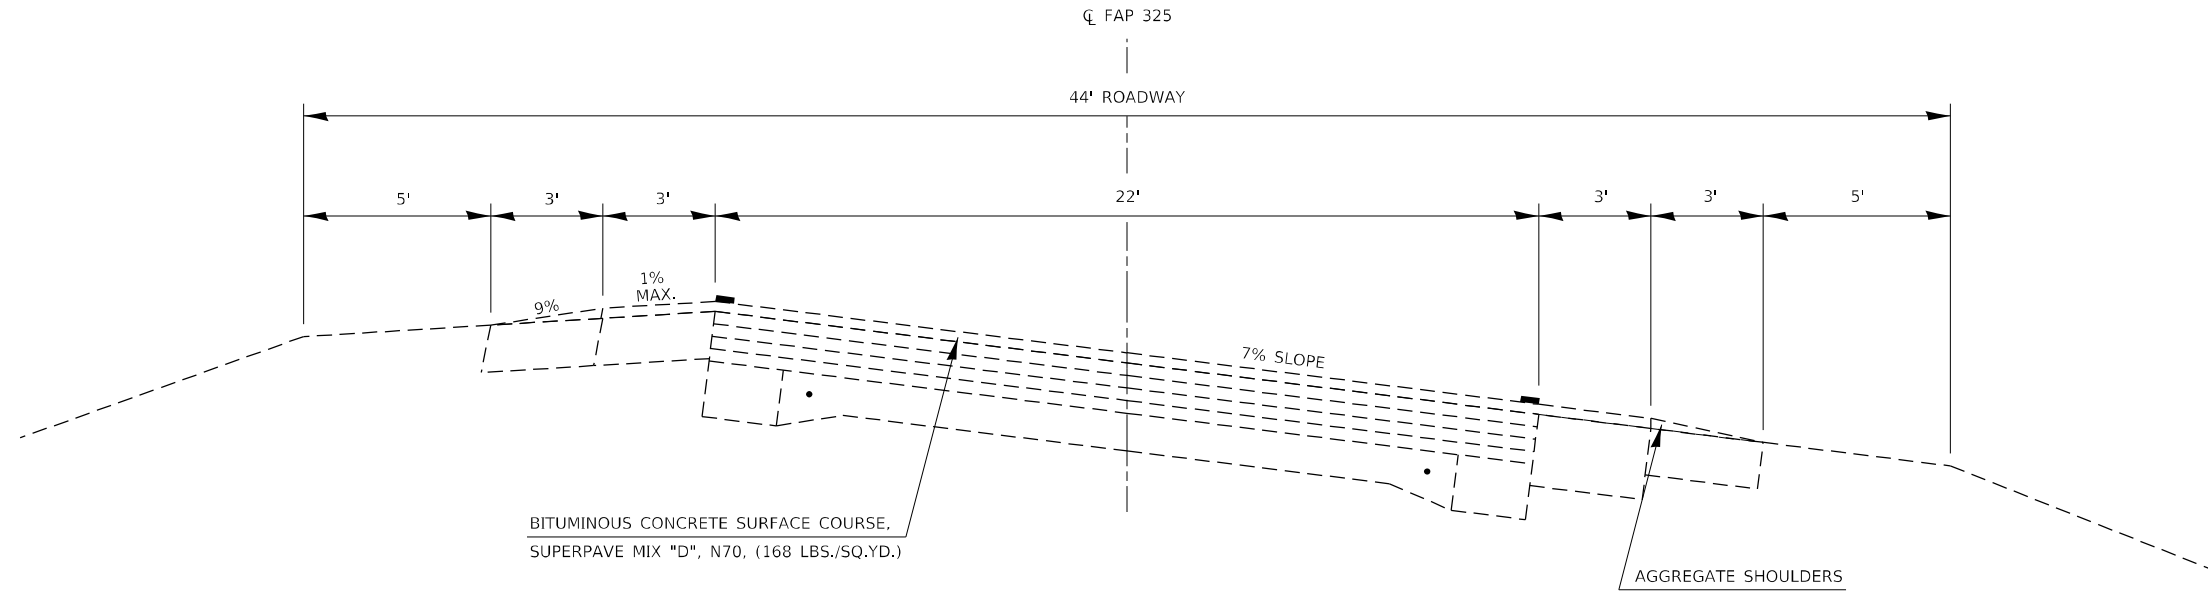 ℄ FAP 325
44' ROADWAY
5'
3'
3'
22'
3'
3'
5'
1%
MAX.
9%
7% SLOPE
BITUMINOUS CONCRETE SURFACE COURSE,
SUPERPAVE MIX "D", N70, (168 LBS./SQ.YD.)
AGGREGATE SHOULDERS